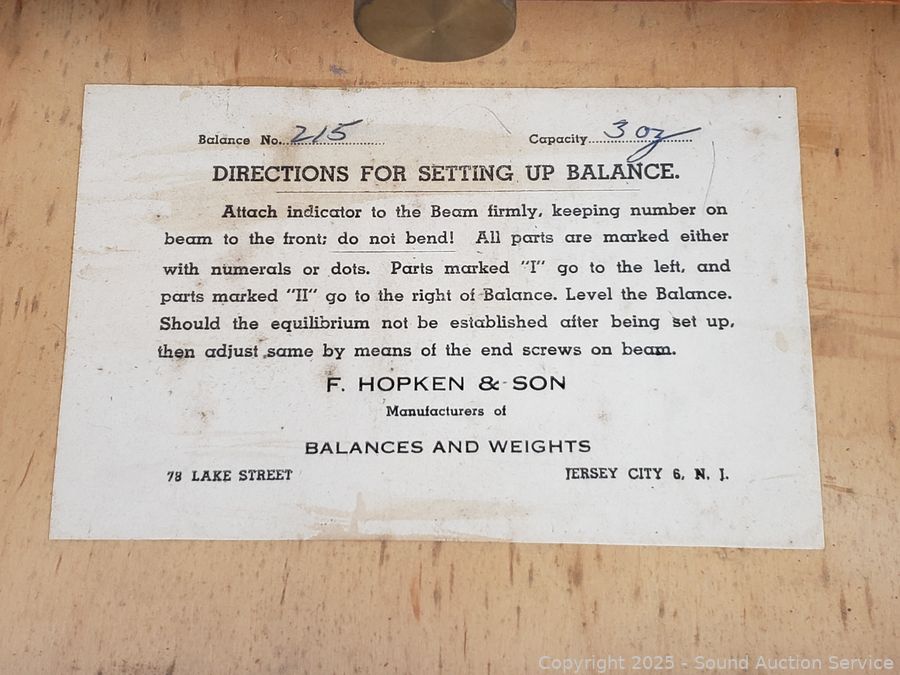 Balance No. 215 Capacity 3 oz
DIRECTIONS FOR SETTING UP BALANCE.
Attach indicator to the Beam firmly, keeping number on
beam to the front; do not bend! All parts are marked either
with numerals or dots. Parts marked "I" go to the left, and
parts marked "II" go to the right of Balance. Level the Balance.
Should the equilibrium not be established after being set up,
then adjust same by means of the end screws on beam.
F. HOPKEN & SON
Manufacturers of
BALANCES AND WEIGHTS
78 LAKE STREET JERSEY CITY 6, N. J.
Copyright 2025 - Sound Auction Service